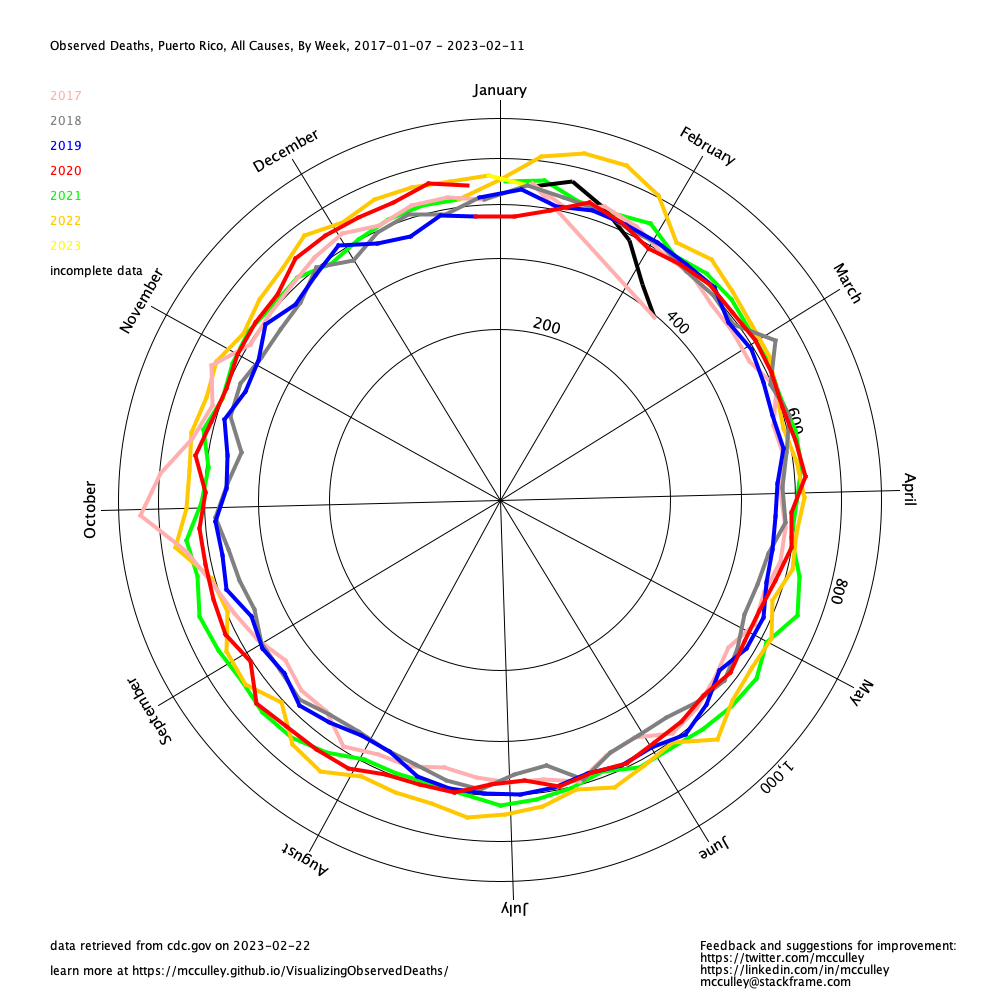 Observed Deaths, Puerto Rico, All Causes, By Week, 2017-01-07 - 2023-02-11
2017
2018
2019
2020
2021
2022
2023
incomplete data
January
February
March
April
May
June
July
August
September
October
November
December
200
400
600
800
1,000
data retrieved from cdc.gov on 2023-02-22
learn more at https://mcculley.github.io/VisualizingObservedDeaths/
Feedback and suggestions for improvement:
https://twitter.com/mcculley
https://linkedin.com/in/mcculley
mcculley@stackframe.com